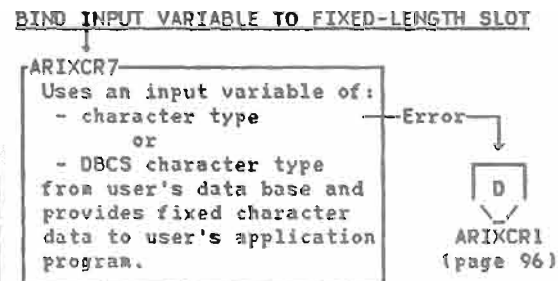 BIND INPUT VARIABLE TO FIXED-LENGTH SLOT
ARIXCR7
Uses an input variable of:
- character type
or
- DBCS character type
from user's data base and
provides fixed character
data to user's application
program.
Error
D
ARIXCR1
(page 96)